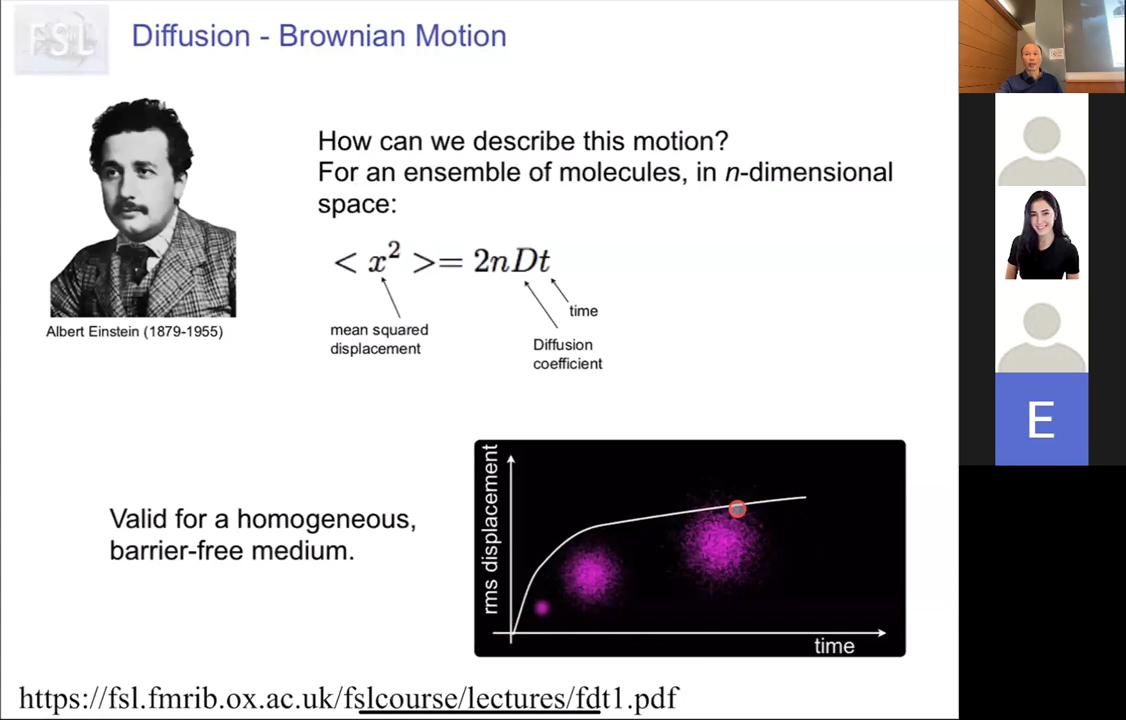 FSL
Diffusion - Brownian Motion
How can we describe this motion?
For an ensemble of molecules, in n-dimensional
space:
< x² >= 2nDt
time
mean squared
displacement
Diffusion
coefficient
Albert Einstein (1879-1955)
Valid for a homogeneous,
barrier-free medium.
rms displacement
time
https://fsl.fmrib.ox.ac.uk/fslcourse/lectures/fdt1.pdf
E